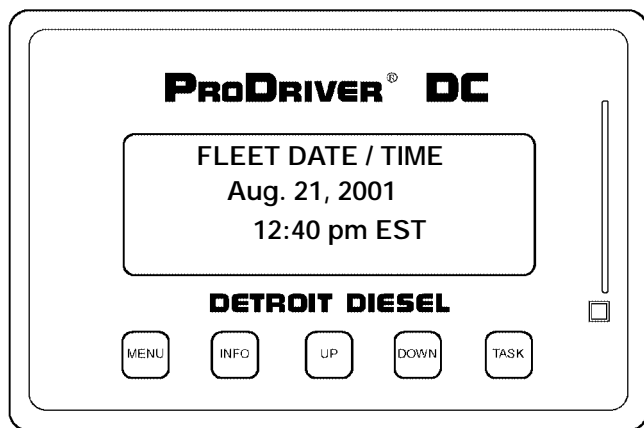 PRODRIVER® DC
FLEET DATE / TIME
Aug. 21, 2001
12:40 pm EST
DETROIT DIESEL
MENU INFO UP DOWN TASK